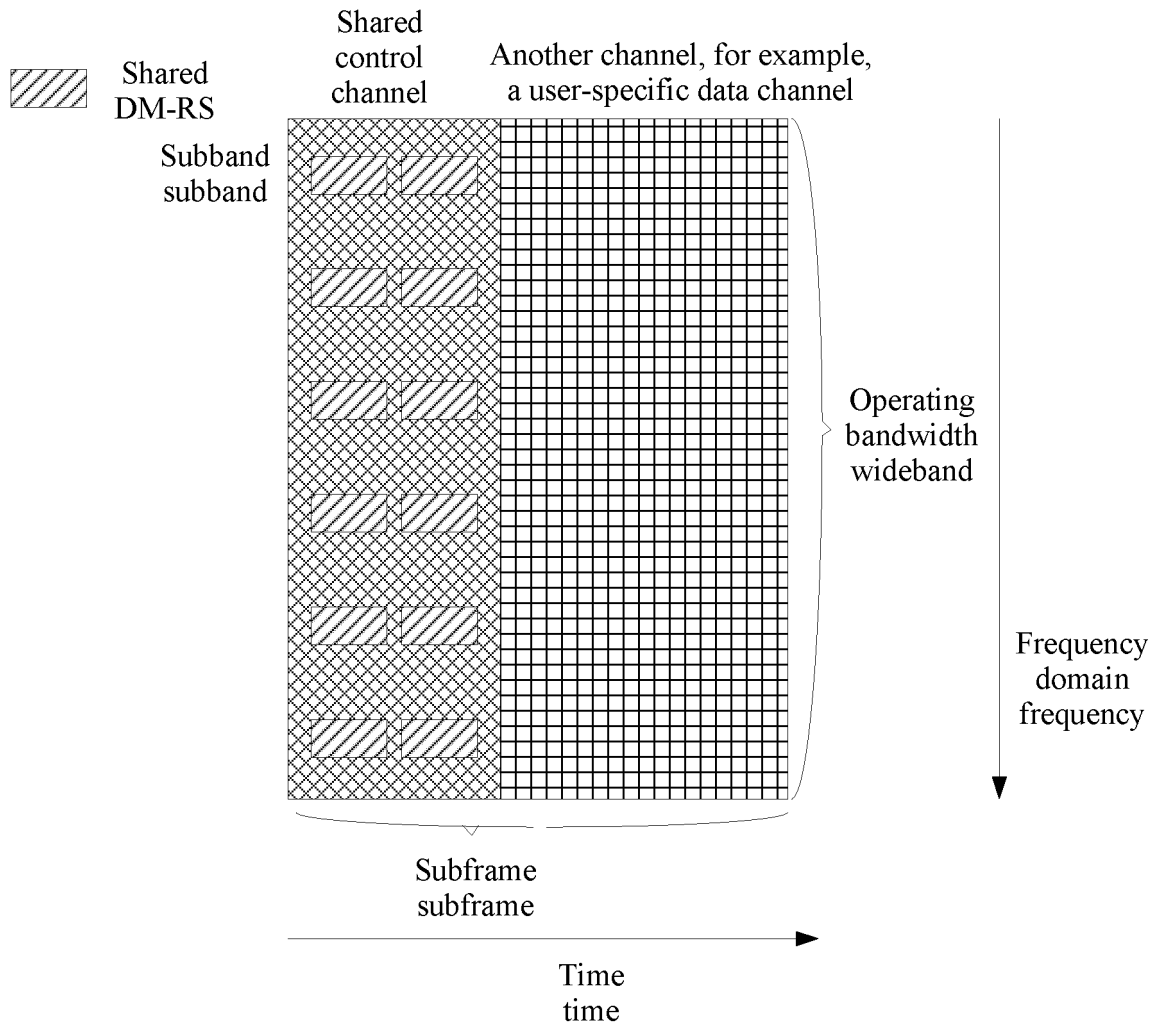 Shared
control
channel
Another channel, for example,
a user-specific data channel
Shared
DM-RS
Subband
subband
Operating
bandwidth
wideband
Frequency
domain
frequency
Subframe
subframe
Time
time